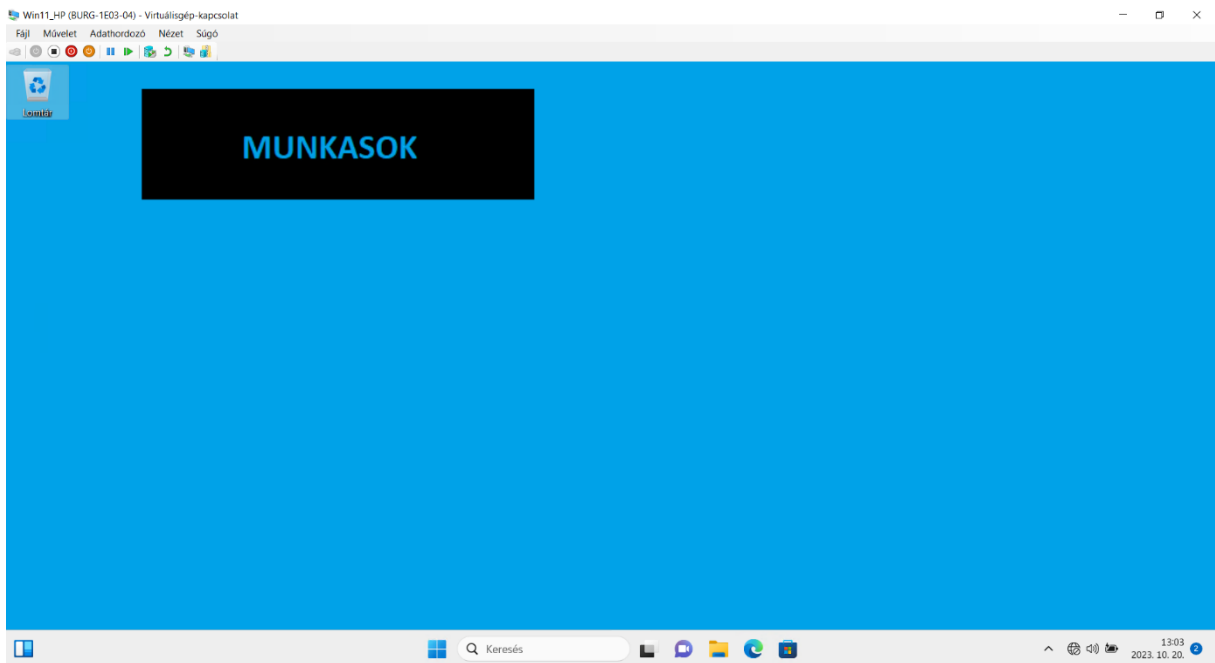 Win11_HP (BURG-1E03-04) - Virtuálisgép-kapcsolat
Fájl Művelet Adathordozó Nézet Súgó
Lomtár
MUNKASOK
Keresés
13:03
2023. 10. 20.
2